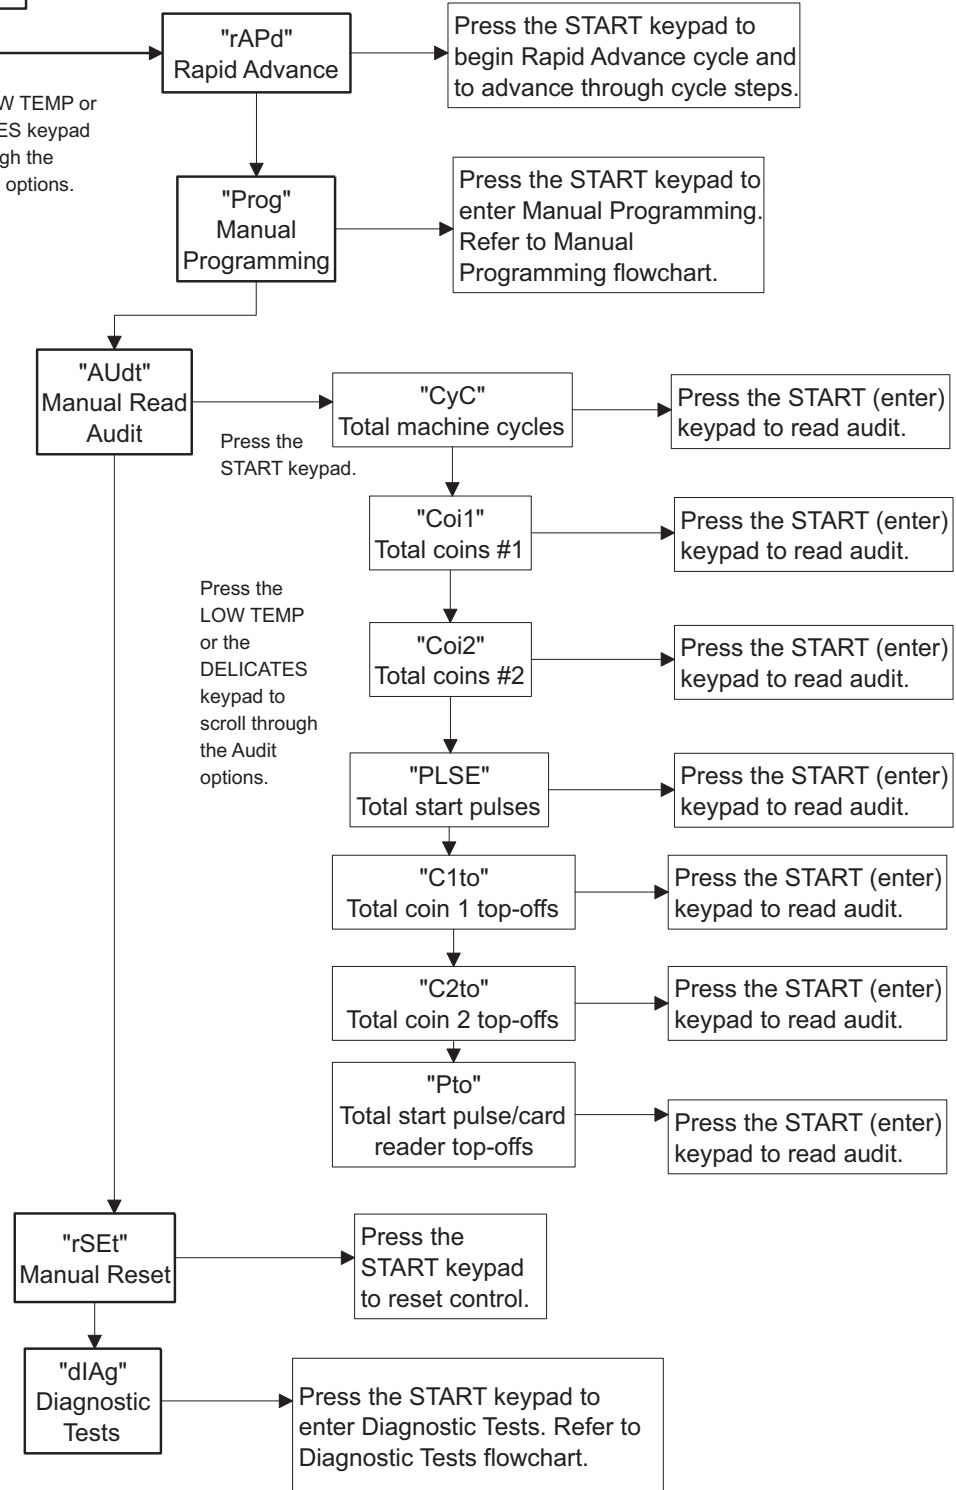 "rAPd"
Rapid Advance
Press the START keypad to
begin Rapid Advance cycle and
to advance through cycle steps.
TEMP or
keypad
the
options.
"Prog"
Manual
Programming
Press the START keypad to
enter Manual Programming.
Refer to Manual
Programming flowchart.
"AUdt"
Manual Read
Audit
Press the
START keypad.
"CyC"
Total machine cycles
Press the START (enter)
keypad to read audit.
"Coi1"
Total coins #1
Press the START (enter)
keypad to read audit.
Press the
LOW TEMP
or the
DELICATES
keypad to
scroll through
the Audit
options.
"Coi2"
Total coins #2
Press the START (enter)
keypad to read audit.
"PLSE"
Total start pulses
Press the START (enter)
keypad to read audit.
"C1to"
Total coin 1 top-offs
Press the START (enter)
keypad to read audit.
"C2to"
Total coin 2 top-offs
Press the START (enter)
keypad to read audit.
"Pto"
Total start pulse/card
reader top-offs
Press the START (enter)
keypad to read audit.
"rSEt"
Manual Reset
Press the
START keypad
to reset control.
"dIAg"
Diagnostic
Tests
Press the START keypad to
enter Diagnostic Tests. Refer to
Diagnostic Tests flowchart.